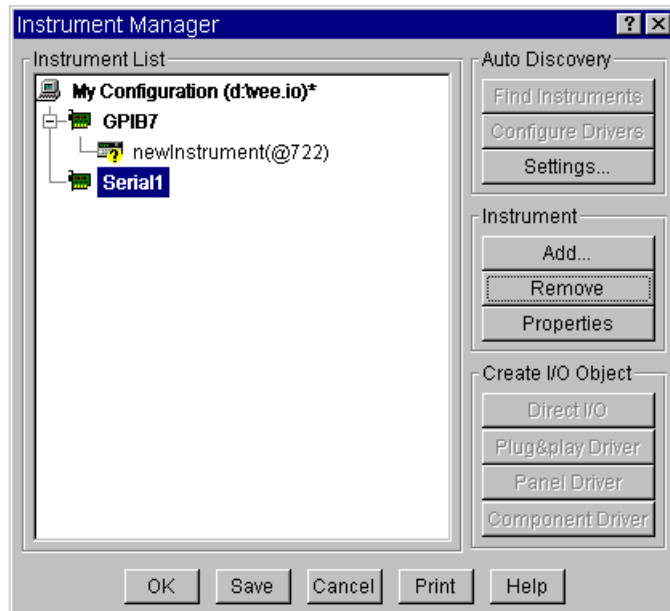 Instrument Manager
Instrument List
My Configuration (d:\vee.io)*
GPIB7
newInstrument(@722)
Serial1
Auto Discovery
Find Instruments
Configure Drivers
Settings...
Instrument
Add...
Remove
Properties
Create I/O Object
Direct I/O
Plug&play Driver
Panel Driver
Component Driver
OK
Save
Cancel
Print
Help